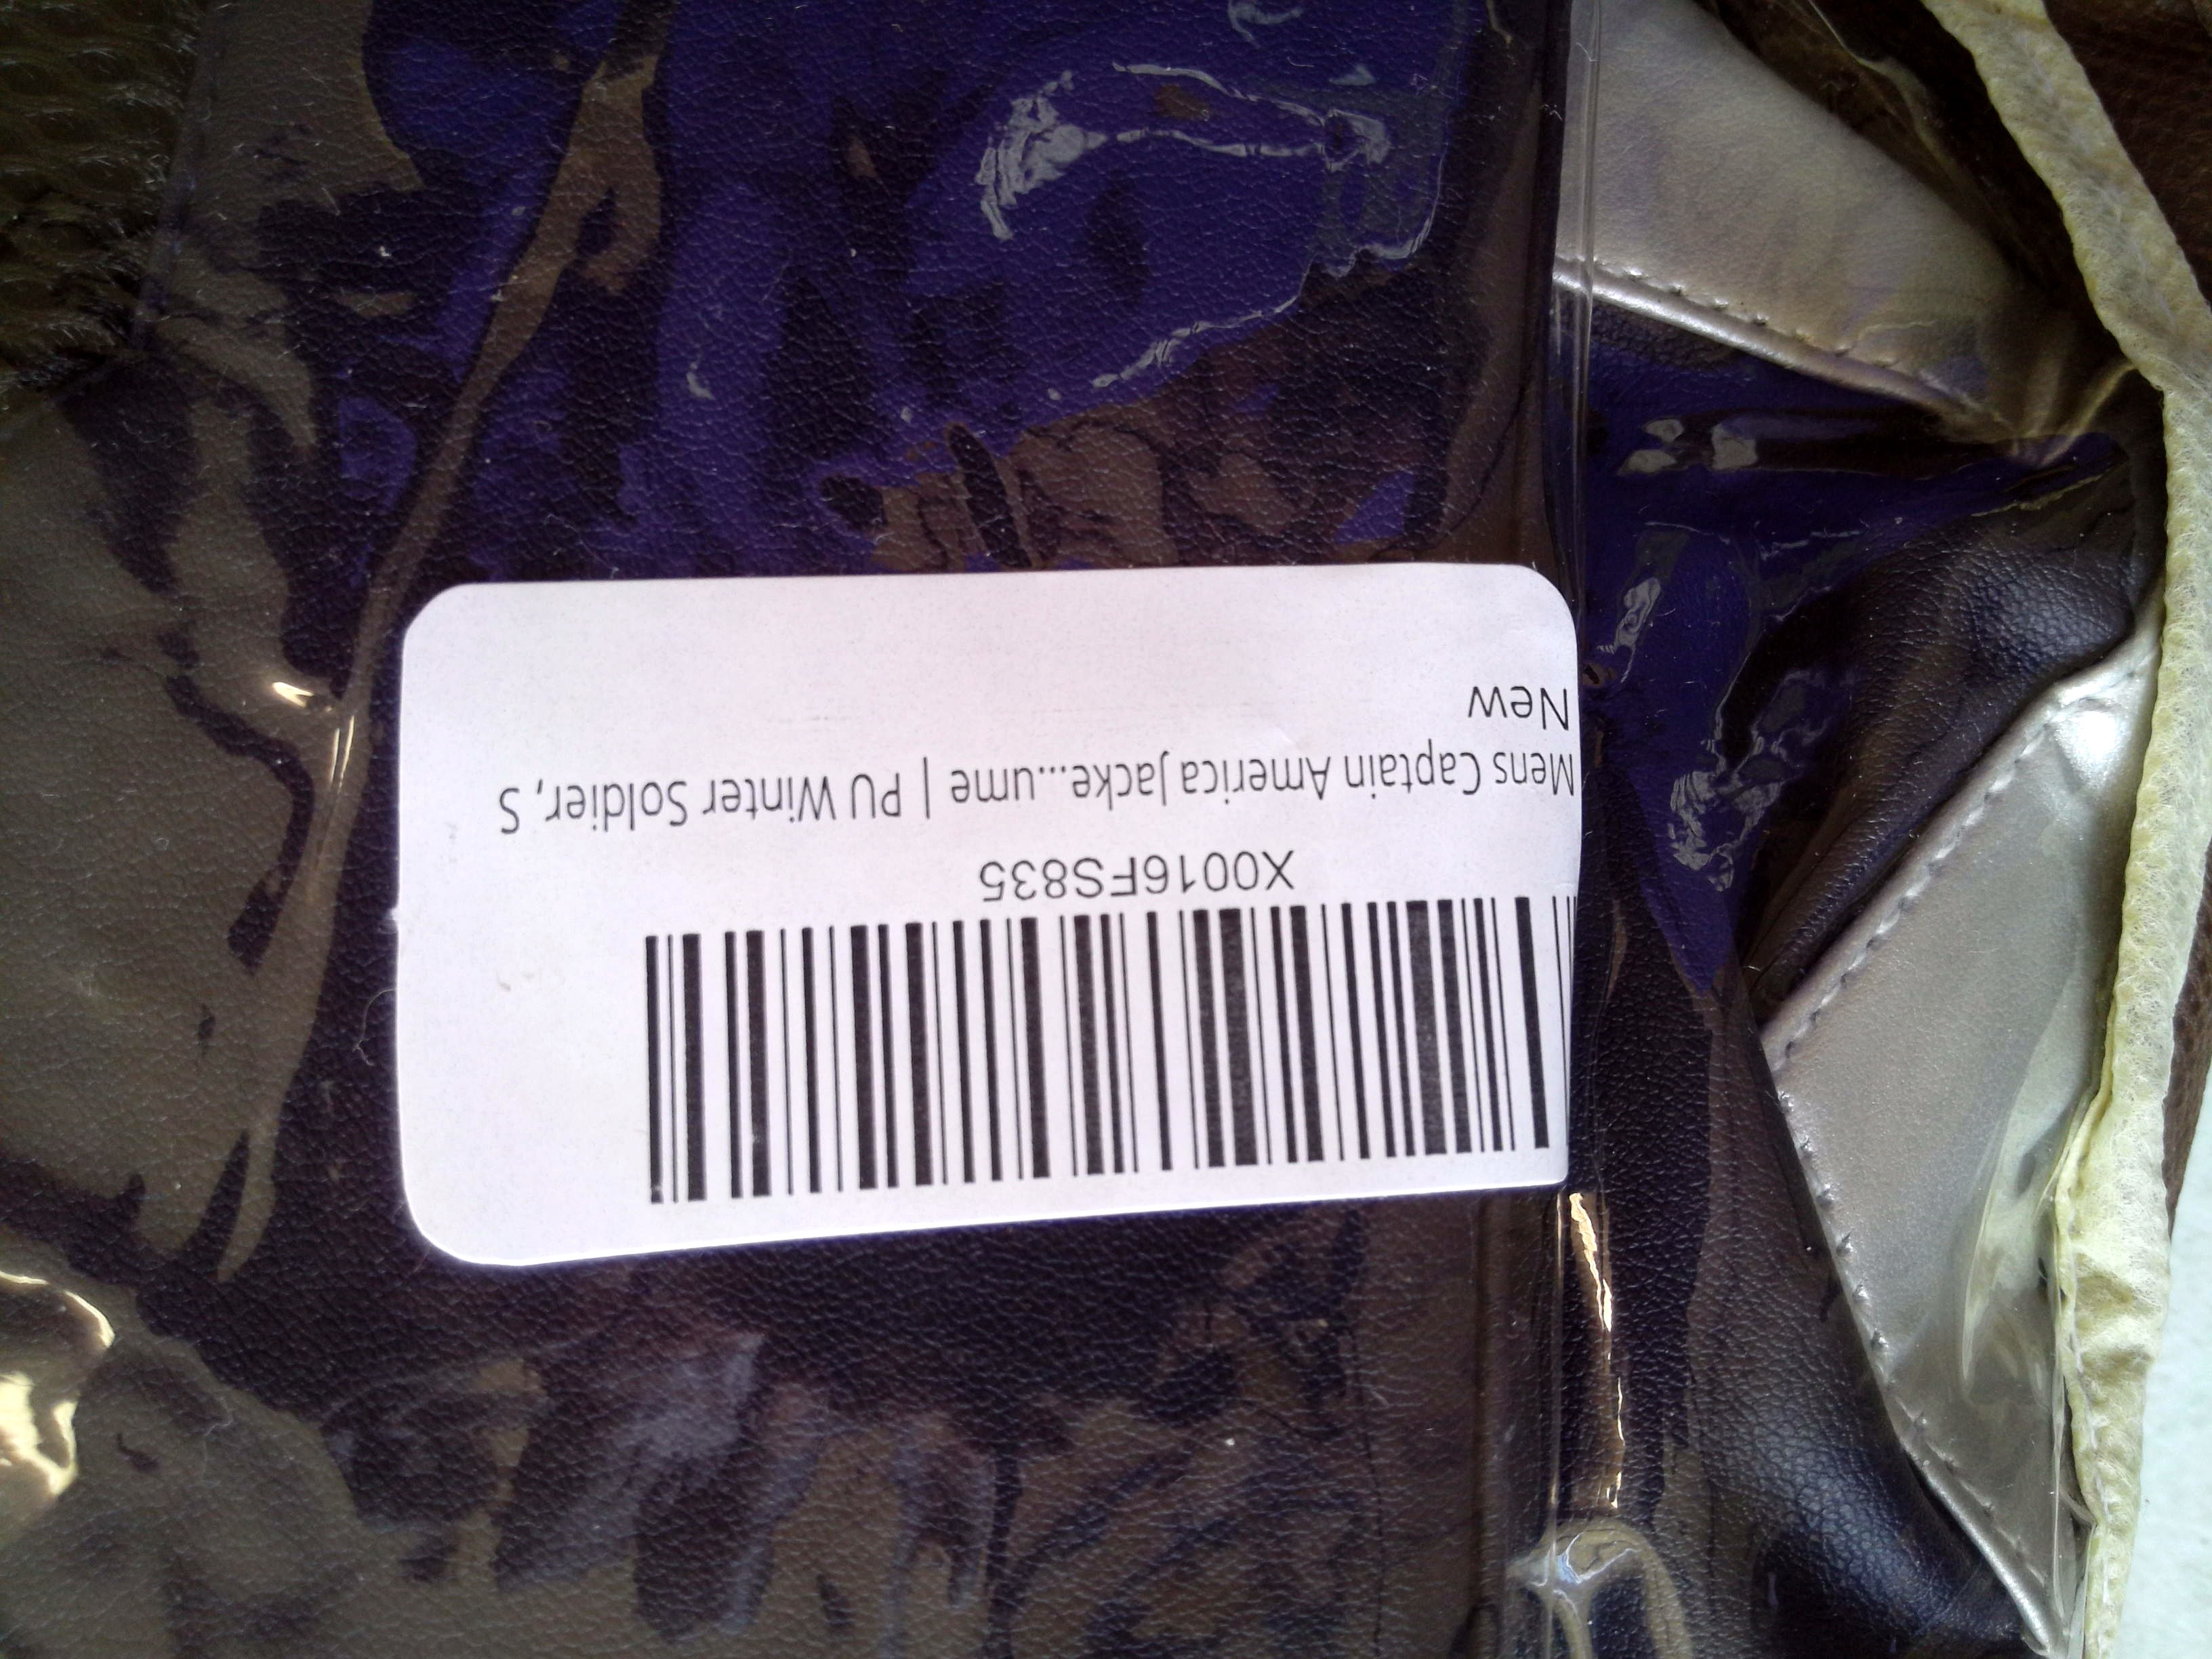 X0016FS835
Mens Captain America Jacke...ume | PU Winter Soldier, S
New